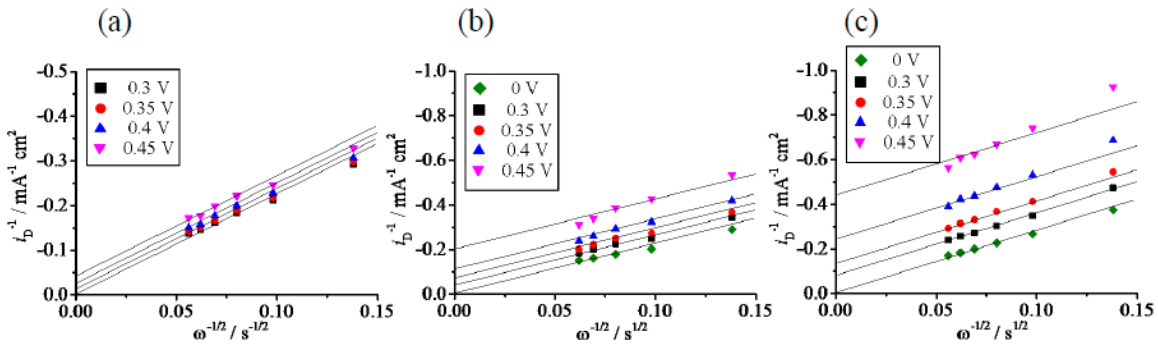 (a)
-0.5
-0.4
-0.3
-0.2
-0.1
0.0
i_D^-1 / mA^-1 cm^2
0.3 V
0.35 V
0.4 V
0.45 V
0.00 0.05 0.10 0.15
ω^-1/2 / s^-1/2
(b)
-1.0
-0.8
-0.6
-0.4
-0.2
0.0
i_D^-1 / mA^-1 cm^2
0 V
0.3 V
0.35 V
0.4 V
0.45 V
0.00 0.05 0.10 0.15
ω^-1/2 / s^1/2
(c)
-1.0
-0.8
-0.6
-0.4
-0.2
0.0
i_D^-1 / mA^-1 cm^2
0 V
0.3 V
0.35 V
0.4 V
0.45 V
0.00 0.05 0.10 0.15
ω^-1/2 / s^1/2